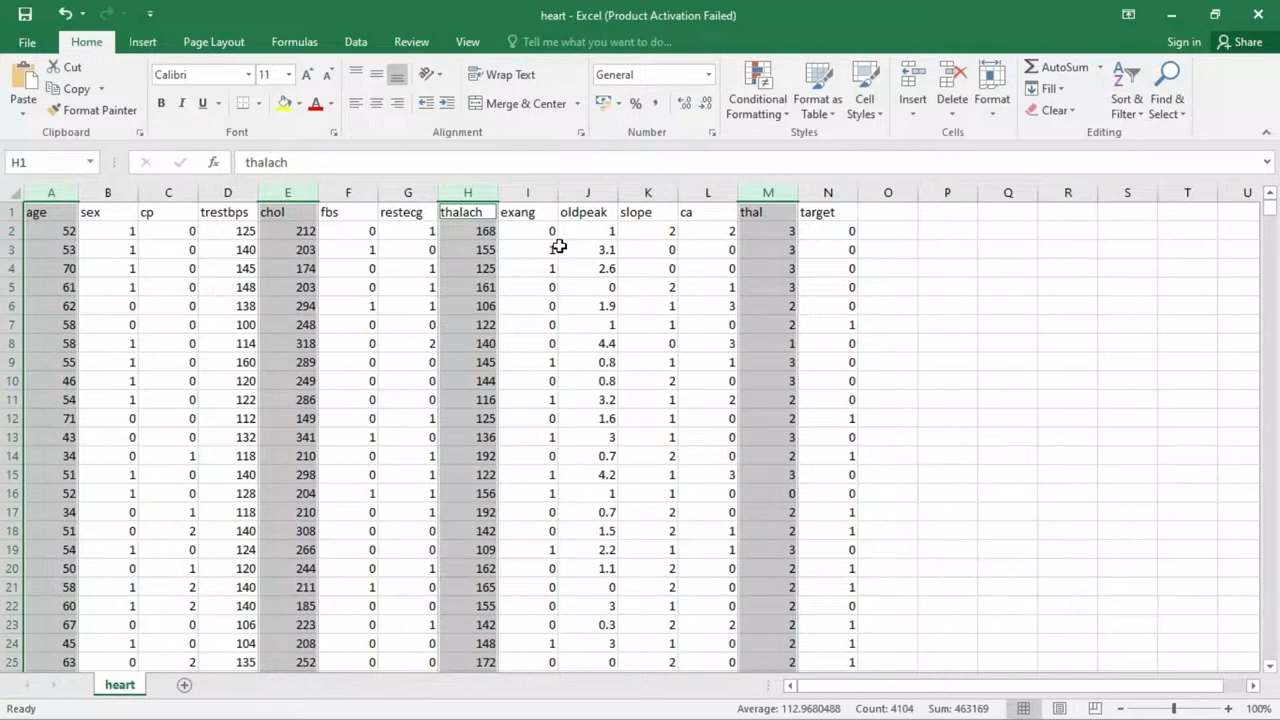 heart - Excel (Product Activation Failed)
File Home Insert Page Layout Formulas Data Review View Tell me what you want to do... Sign in Share
Cut
Copy
Format Painter
Paste
Clipboard
Calibri 11
B I U
Font
Wrap Text
Merge & Center
Alignment
General
%
Number
Conditional Formatting
Format as Table
Cell Styles
Styles
Insert Delete Format
Cells
AutoSum
Fill
Clear
Sort & Filter
Find & Select
Editing
H1 fx thalach
A B C D E F G H I J K L M N O P Q R S T U
1 age sex cp trestbps chol fbs restecg thalach exang oldpeak slope ca thal target
2 52 1 0 125 212 0 1 168 0 1 2 2 3 0
3 53 1 0 140 203 1 0 155 1 3.1 0 0 3 0
4 70 1 0 145 174 0 1 125 1 2.6 0 0 3 0
5 61 1 0 148 203 0 1 161 0 0 2 1 3 0
6 62 0 0 138 294 1 1 106 0 1.9 1 3 2 0
7 58 0 0 100 248 0 0 122 0 1 1 0 2 1
8 58 1 0 114 318 0 2 140 0 4.4 0 3 1 0
9 55 1 0 160 289 0 0 145 1 0.8 1 1 3 0
10 46 1 0 120 249 0 0 144 0 0.8 2 0 3 0
11 54 1 0 122 286 0 0 116 1 3.2 1 2 2 0
12 71 0 0 112 149 0 1 125 0 1.6 1 0 2 1
13 43 0 0 132 341 1 0 136 1 3 1 0 3 0
14 34 0 1 118 210 0 1 192 0 0.7 2 0 2 1
15 51 1 0 140 298 0 1 122 1 4.2 1 3 3 0
16 52 1 0 128 204 1 1 156 1 1 1 0 0 0
17 34 0 1 118 210 0 1 192 0 0.7 2 0 2 1
18 51 0 2 140 308 0 0 142 0 1.5 2 1 2 1
19 54 1 0 124 266 0 0 109 1 2.2 1 1 3 0
20 50 0 1 120 244 0 1 162 0 1.1 2 0 2 1
21 58 1 2 140 211 1 0 165 0 0 2 0 2 1
22 60 1 2 140 185 0 0 155 0 3 1 0 2 0
23 67 0 0 106 223 0 1 142 0 0.3 2 2 2 1
24 45 1 0 104 208 0 0 148 1 3 1 0 2 1
25 63 0 2 135 252 0 0 172 0 0 2 0 2 1
heart
Ready Average: 112.9680488 Count: 4104 Sum: 463169 100%